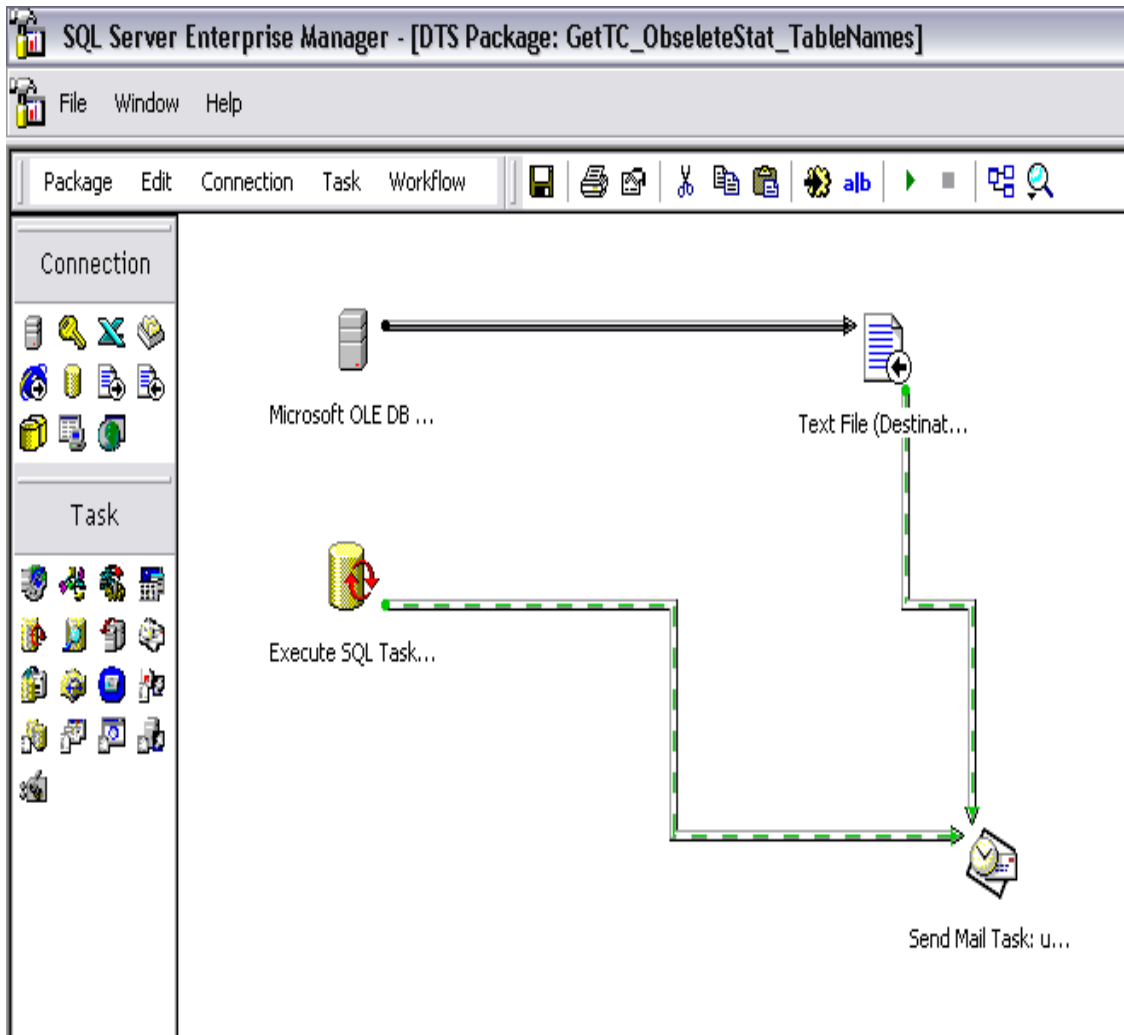 SQL Server Enterprise Manager - [DTS Package: GetTC_ObseleteStat_TableNames]
File Window Help
Package Edit Connection Task Workflow a|b
Connection
Microsoft OLE DB ...
Text File (Destinat...
Task
Execute SQL Task...
Send Mail Task: u...